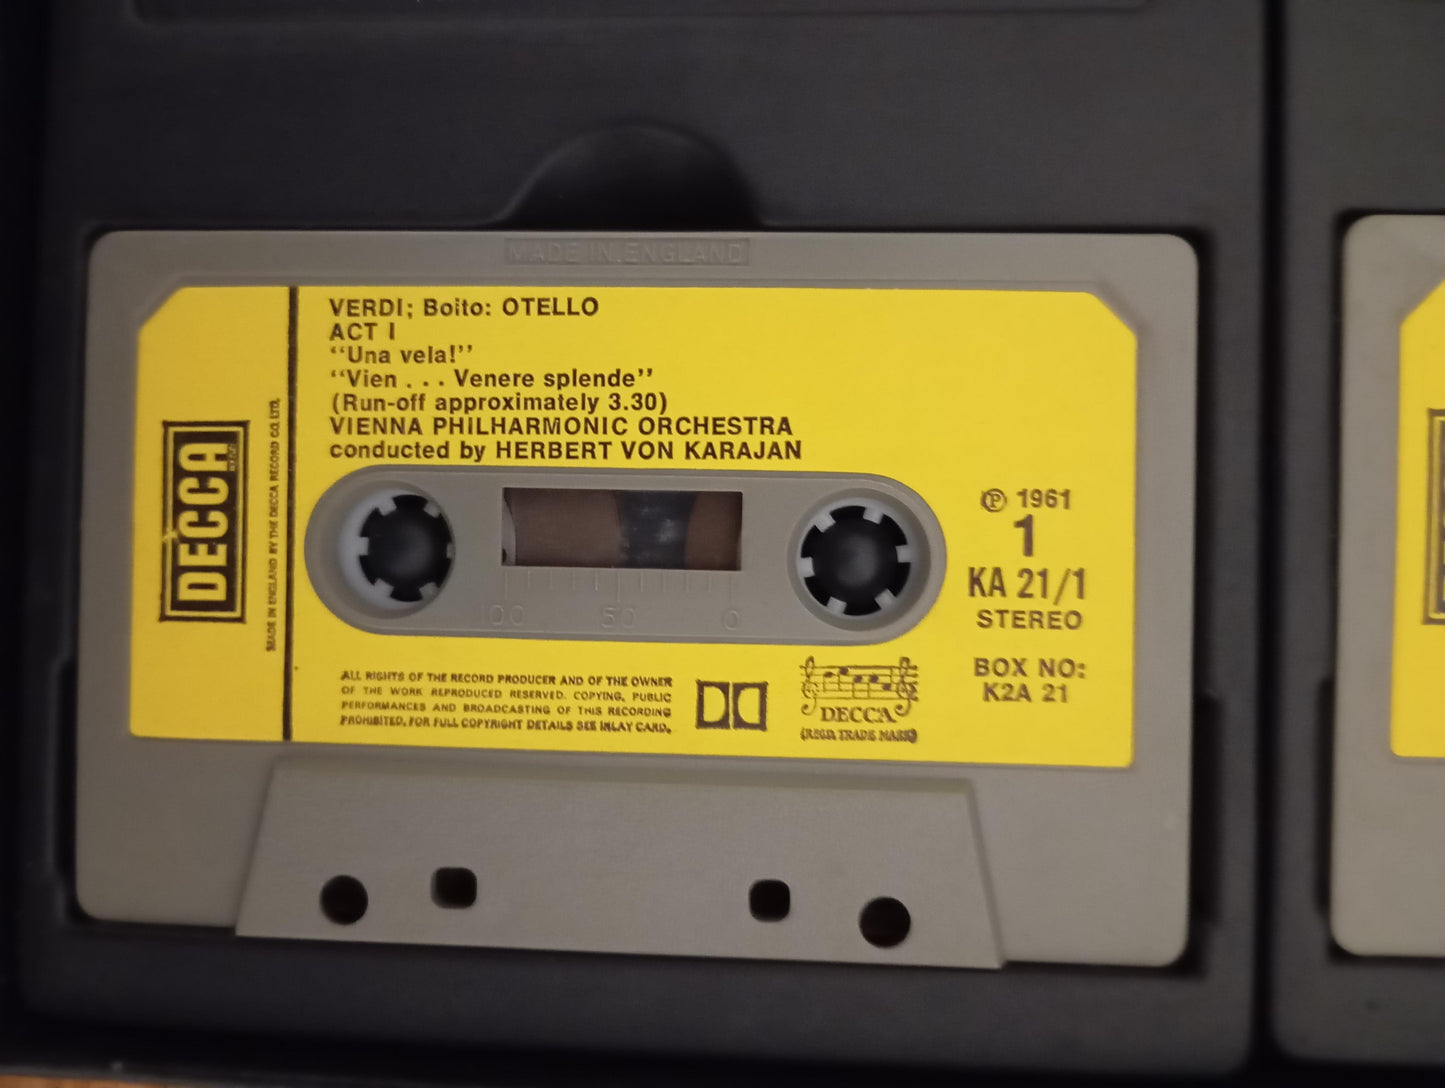 MADE IN ENGLAND
VERDI; Boito: OTELLO
ACT I
“Una vela!”
“Vien . . . Venere splende”
(Run-off approximately 3.30)
VIENNA PHILHARMONIC ORCHESTRA
conducted by HERBERT VON KARAJAN
DECCA
MADE IN ENGLAND BY THE DECCA RECORD CO. LTD.
100 50 0
Ⓟ 1961
1
KA 21/1
STEREO
BOX NO:
K2A 21
ALL RIGHTS OF THE RECORD PRODUCER AND OF THE OWNER
OF THE WORK REPRODUCED RESERVED. COPYING, PUBLIC
PERFORMANCES AND BROADCASTING OF THIS RECORDING
PROHIBITED. FOR FULL COPYRIGHT DETAILS SEE INLAY CARD.
DECCA
(REGD. TRADE MARK)